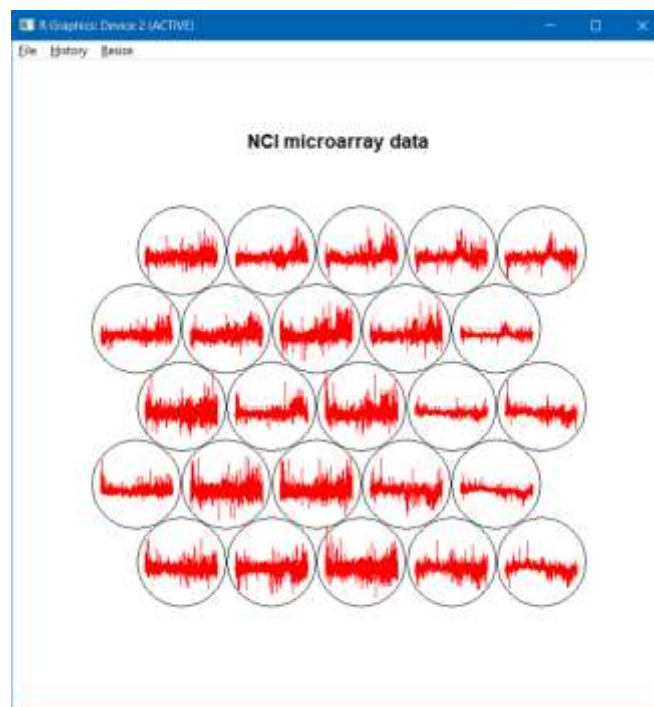 R Graphics: Device 2 (ACTIVE)
File History Resize
NCI microarray data